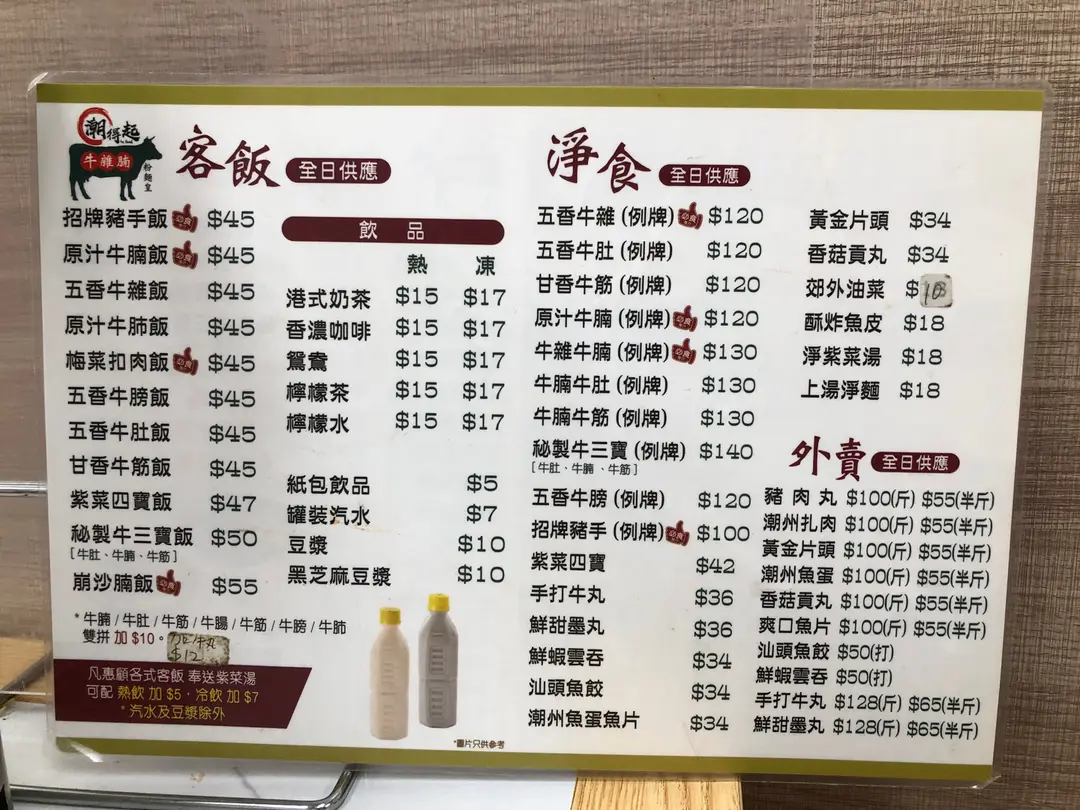 潮得起
牛雜腩
粉麵皇
客飯 全日供應
招牌豬手飯 必食 $45
原汁牛腩飯 必食 $45
五香牛雜飯 $45
原汁牛肺飯 $45
梅菜扣肉飯 必食 $45
五香牛膀飯 $45
五香牛肚飯 $45
甘香牛筋飯 $45
紫菜四寶飯 $47
秘製牛三寶飯 $50
[牛肚、牛腩、牛筋]
崩沙腩飯 必食 $55
*牛腩/牛肚/牛筋/牛腸/牛筋/牛膀/牛肺
雙拼 加 $10。
加牛丸
$12
凡惠顧各式客飯 奉送紫菜湯
可配 熱飲 加 $5,冷飲 加 $7
*汽水及豆漿除外
飲 品
熱 凍
港式奶茶 $15 $17
香濃咖啡 $15 $17
鴛鴦 $15 $17
檸檬茶 $15 $17
檸檬水 $15 $17
紙包飲品 $5
罐裝汽水 $7
豆漿 $10
黑芝麻豆漿 $10
*圖片只供參考
淨食 全日供應
五香牛雜 (例牌) 必食 $120
五香牛肚 (例牌) $120
甘香牛筋 (例牌) $120
原汁牛腩 (例牌) 必食 $120
牛雜牛腩 (例牌) 必食 $130
牛腩牛肚 (例牌) $130
牛腩牛筋 (例牌) $130
秘製牛三寶 (例牌) $140
[牛肚、牛腩、牛筋]
五香牛膀 (例牌) $120
招牌豬手 (例牌) 必食 $100
紫菜四寶 $42
手打牛丸 $36
鮮甜墨丸 $36
鮮蝦雲吞 $34
汕頭魚餃 $34
潮州魚蛋魚片 $34
黃金片頭 $34
香菇貢丸 $34
郊外油菜 $
酥炸魚皮 $18
淨紫菜湯 $18
上湯淨麵 $18
外賣 全日供應
豬肉丸 $100(斤) $55(半斤)
潮州扎肉 $100(斤) $55(半斤)
黃金片頭 $100(斤) $55(半斤)
潮州魚蛋 $100(斤) $55(半斤)
香菇貢丸 $100(斤) $55(半斤)
爽口魚片 $100(斤) $55(半斤)
汕頭魚餃 $50(打)
鮮蝦雲吞 $50(打)
手打牛丸 $128(斤) $65(半斤)
鮮甜墨丸 $128(斤) $65(半斤)